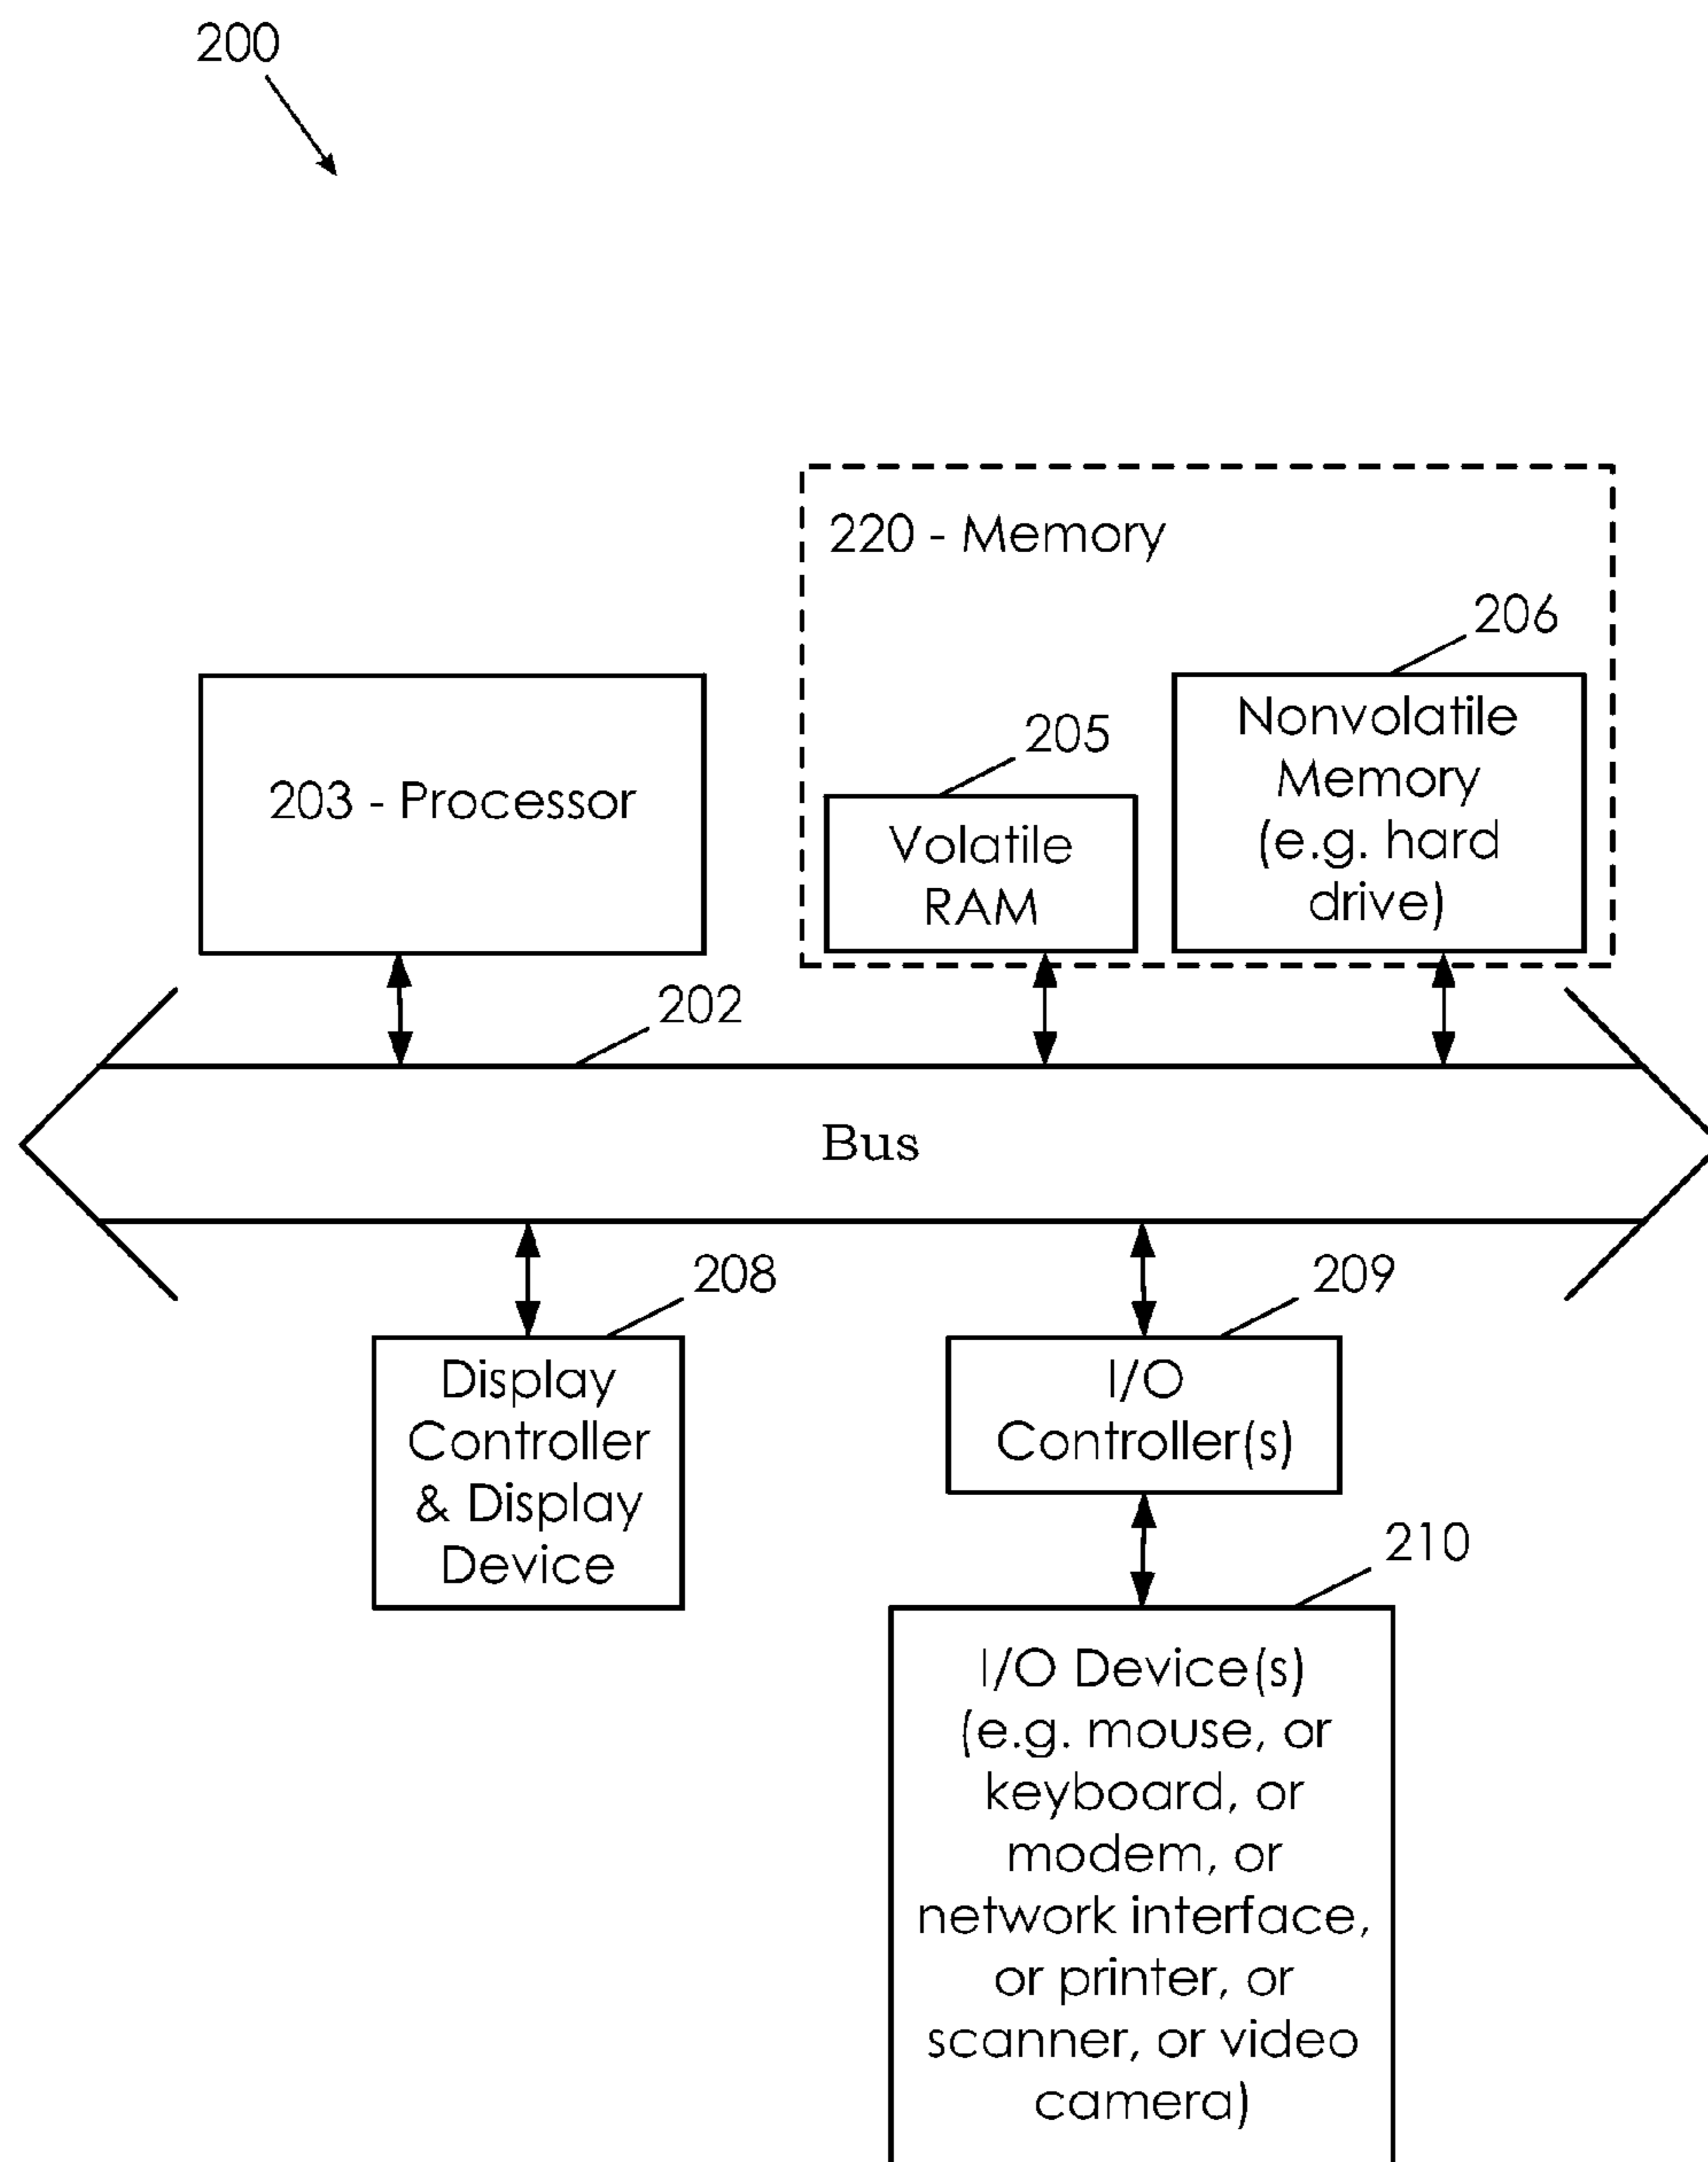 200
220 - Memory
206
205
203 - Processor
Volatile
RAM
Nonvolatile
Memory
(e.g. hard
drive)
202
Bus
208
209
Display
Controller
& Display
Device
I/O
Controller(s)
210
I/O Device(s)
(e.g. mouse, or
keyboard, or
modem, or
network interface,
or printer, or
scanner, or video
camera)